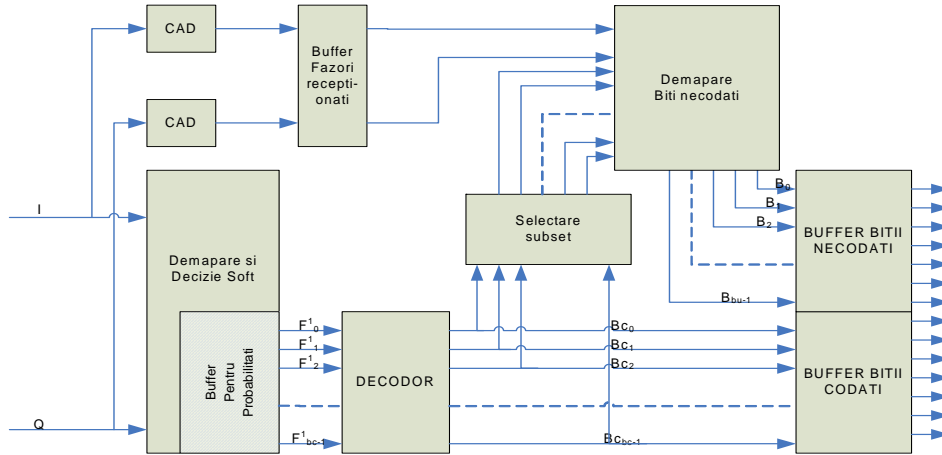 CAD
Buffer
Fazori
recepti-
onati
Demapare
Biti necodati
CAD
I
Selectare
subset
B0
B1
B2
BUFFER BITII
NECODATI
Demapare si
Decizie Soft
Bbu-1
Buffer
Pentru
Probabilitati
F10
F11
F12
DECODOR
Bc0
Bc1
Bc2
BUFFER BITII
CODATI
Q
F1bc-1
Bcbc-1